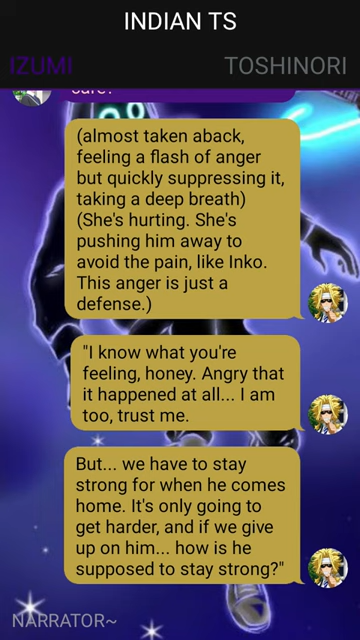 INDIAN TS
IZUMI
TOSHINORI
care?
(almost taken aback,
feeling a flash of anger
but quickly suppressing it,
taking a deep breath)
(She's hurting. She's
pushing him away to
avoid the pain, like Inko.
This anger is just a
defense.)
"I know what you're
feeling, honey. Angry that
it happened at all... I am
too, trust me.
But... we have to stay
strong for when he comes
home. It's only going to
get harder, and if we give
up on him... how is he
supposed to stay strong?"
NARRATOR~